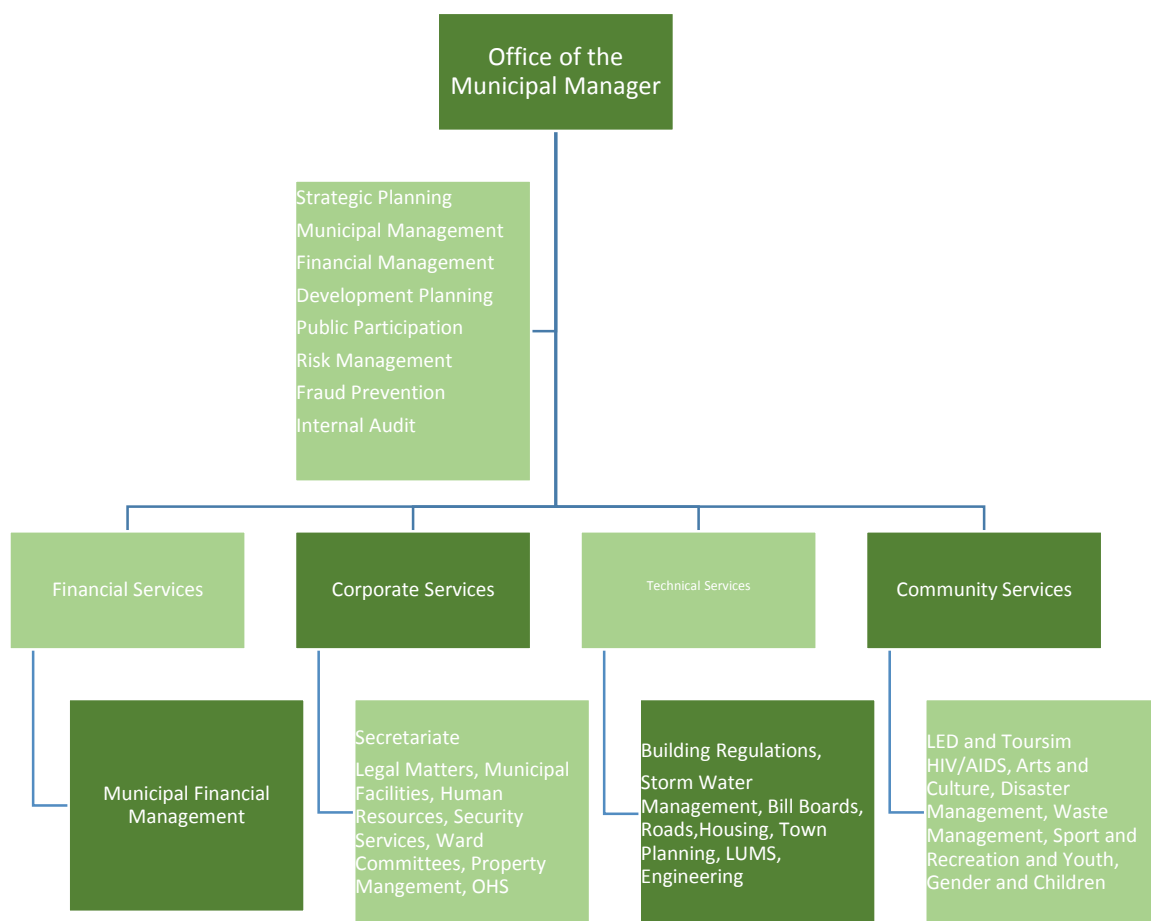 Office of the
Municipal Manager
Strategic Planning
Municipal Management
Financial Management
Development Planning
Public Participation
Risk Management
Fraud Prevention
Internal Audit
Financial Services
Corporate Services
Technical Services
Community Services
Municipal Financial
Management
Secretariate
Legal Matters, Municipal
Facilities, Human
Resources, Security
Services, Ward
Committees, Property
Mangement, OHS
Building Regulations,
Storm Water
Management, Bill Boards,
Roads,Housing, Town
Planning, LUMS,
Engineering
LED and Toursim
HIV/AIDS, Arts and
Culture, Disaster
Management, Waste
Management, Sport and
Recreation and Youth,
Gender and Children